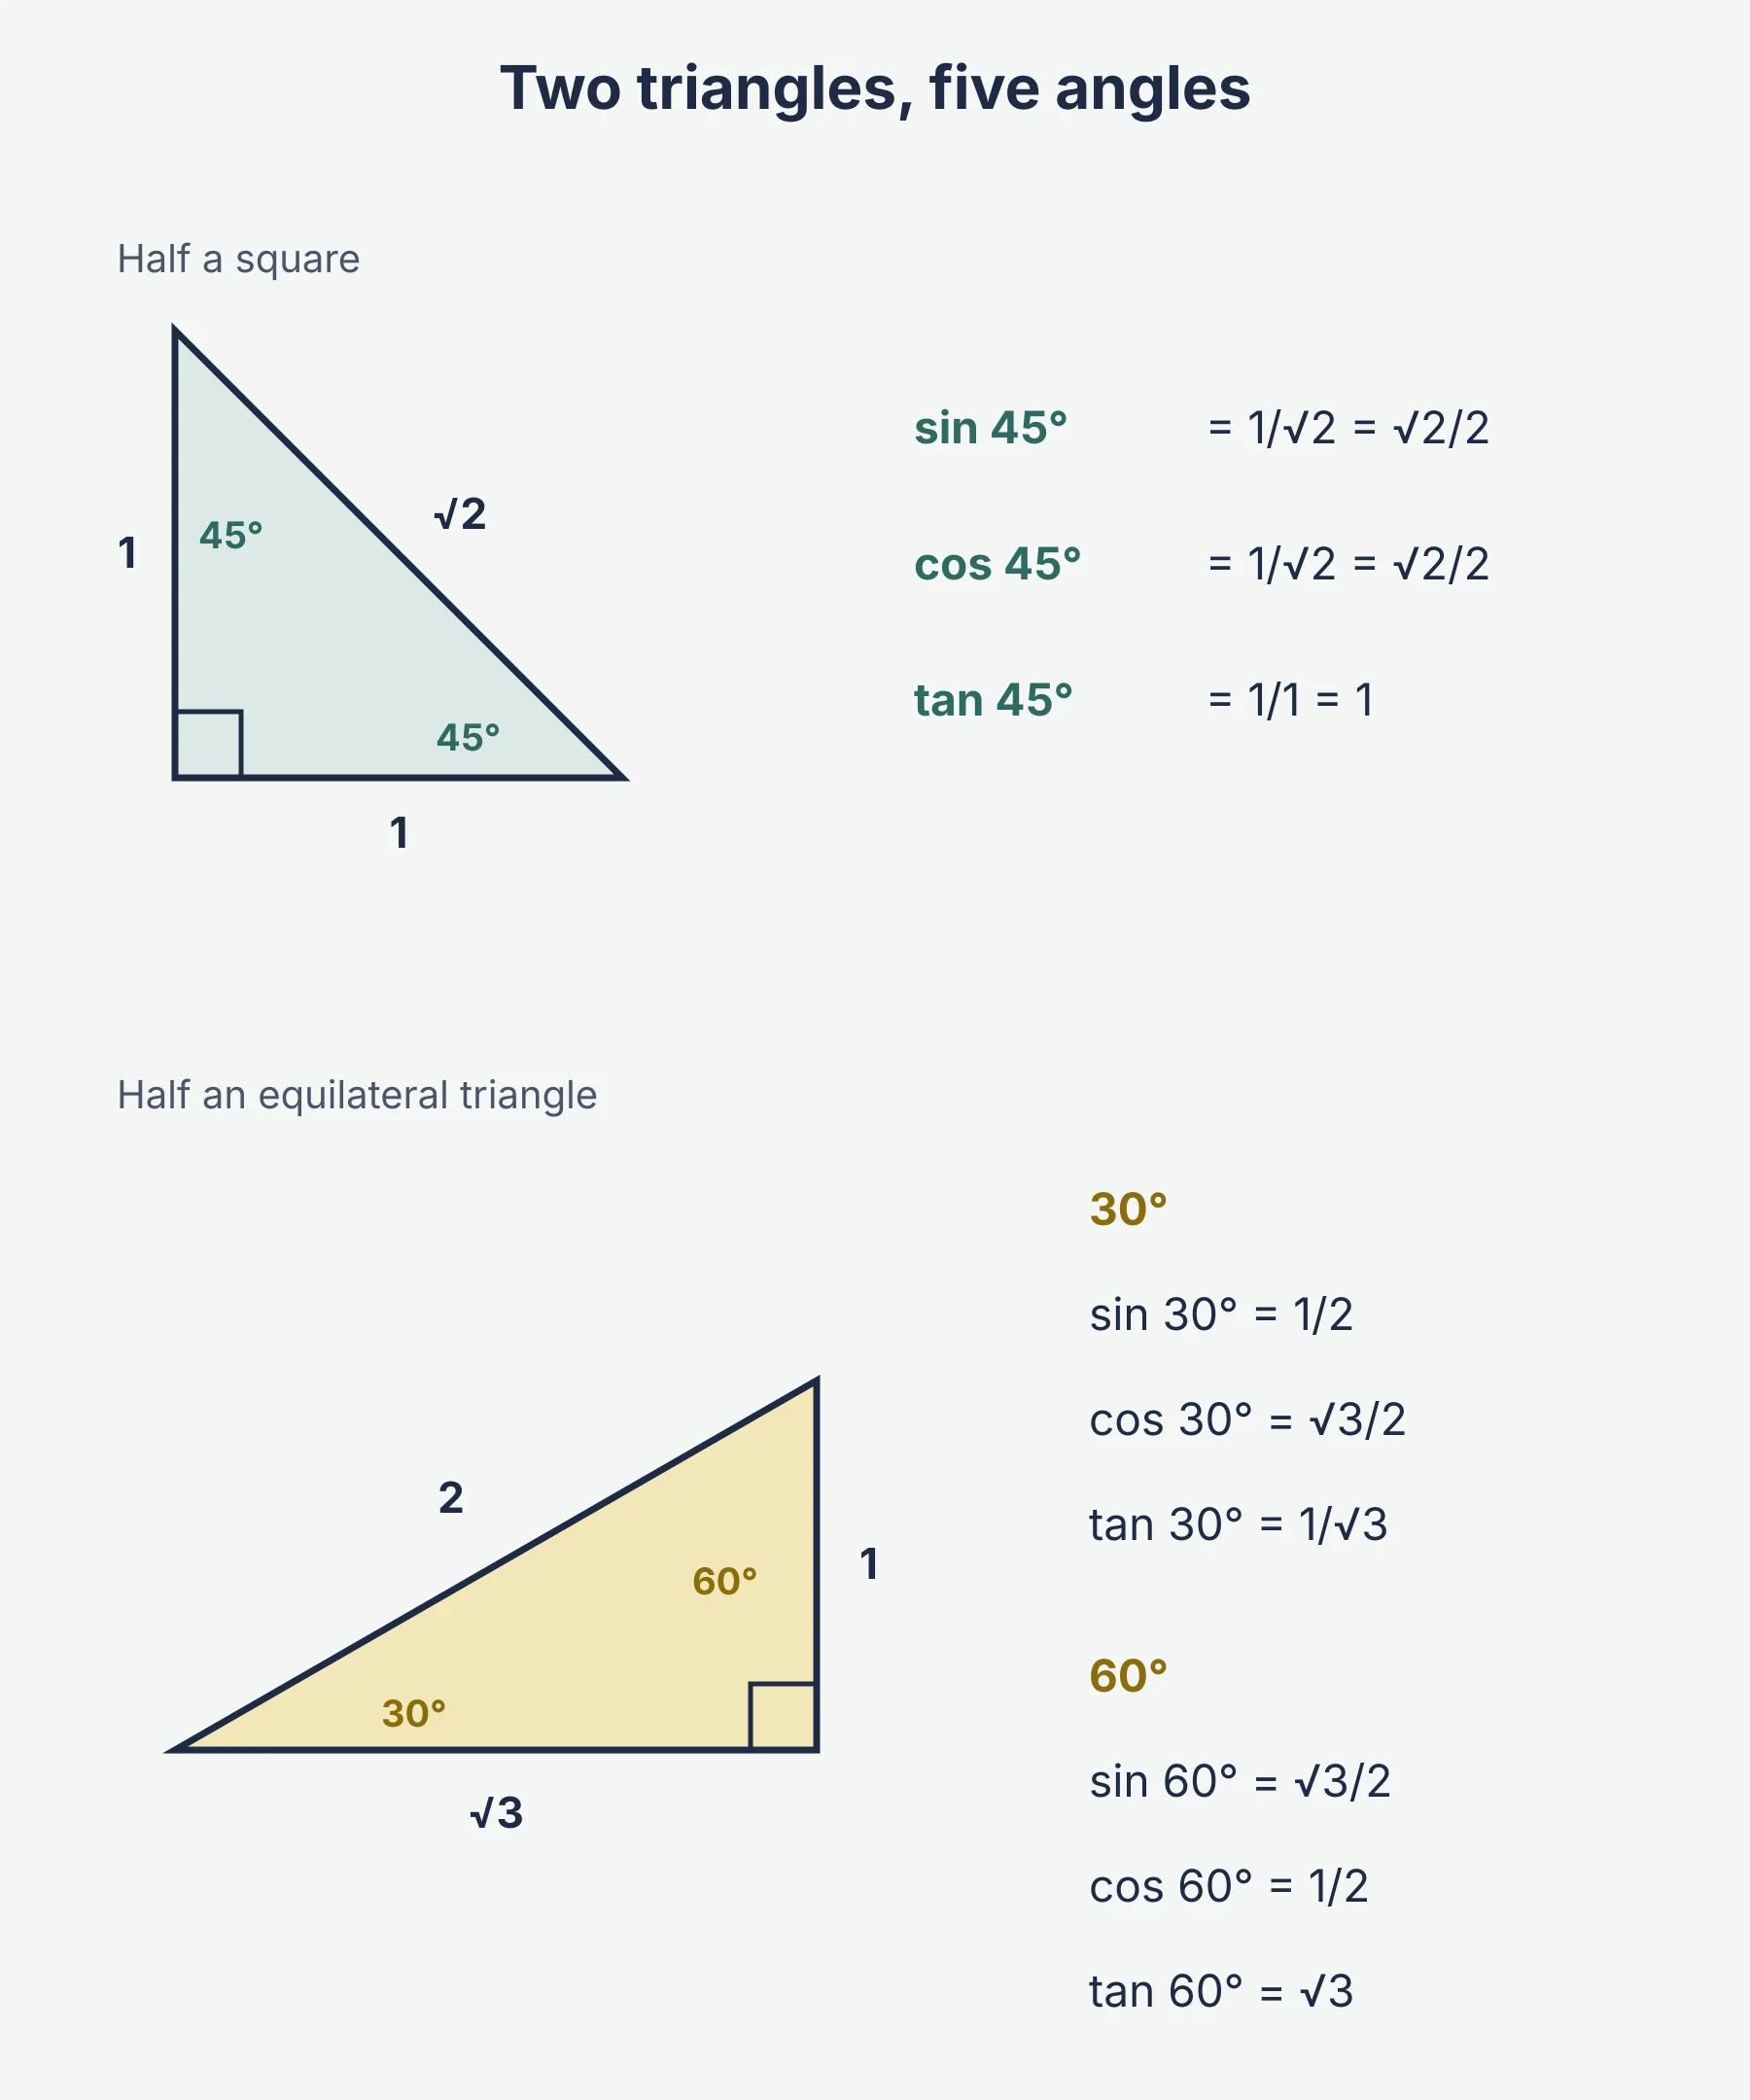 Two triangles, five angles
Half a square
1
45°
√2
45°
1
sin 45° = 1/√2 = √2/2
cos 45° = 1/√2 = √2/2
tan 45° = 1/1 = 1
Half an equilateral triangle
2
60°
1
30°
√3
30°
sin 30° = 1/2
cos 30° = √3/2
tan 30° = 1/√3
60°
sin 60° = √3/2
cos 60° = 1/2
tan 60° = √3